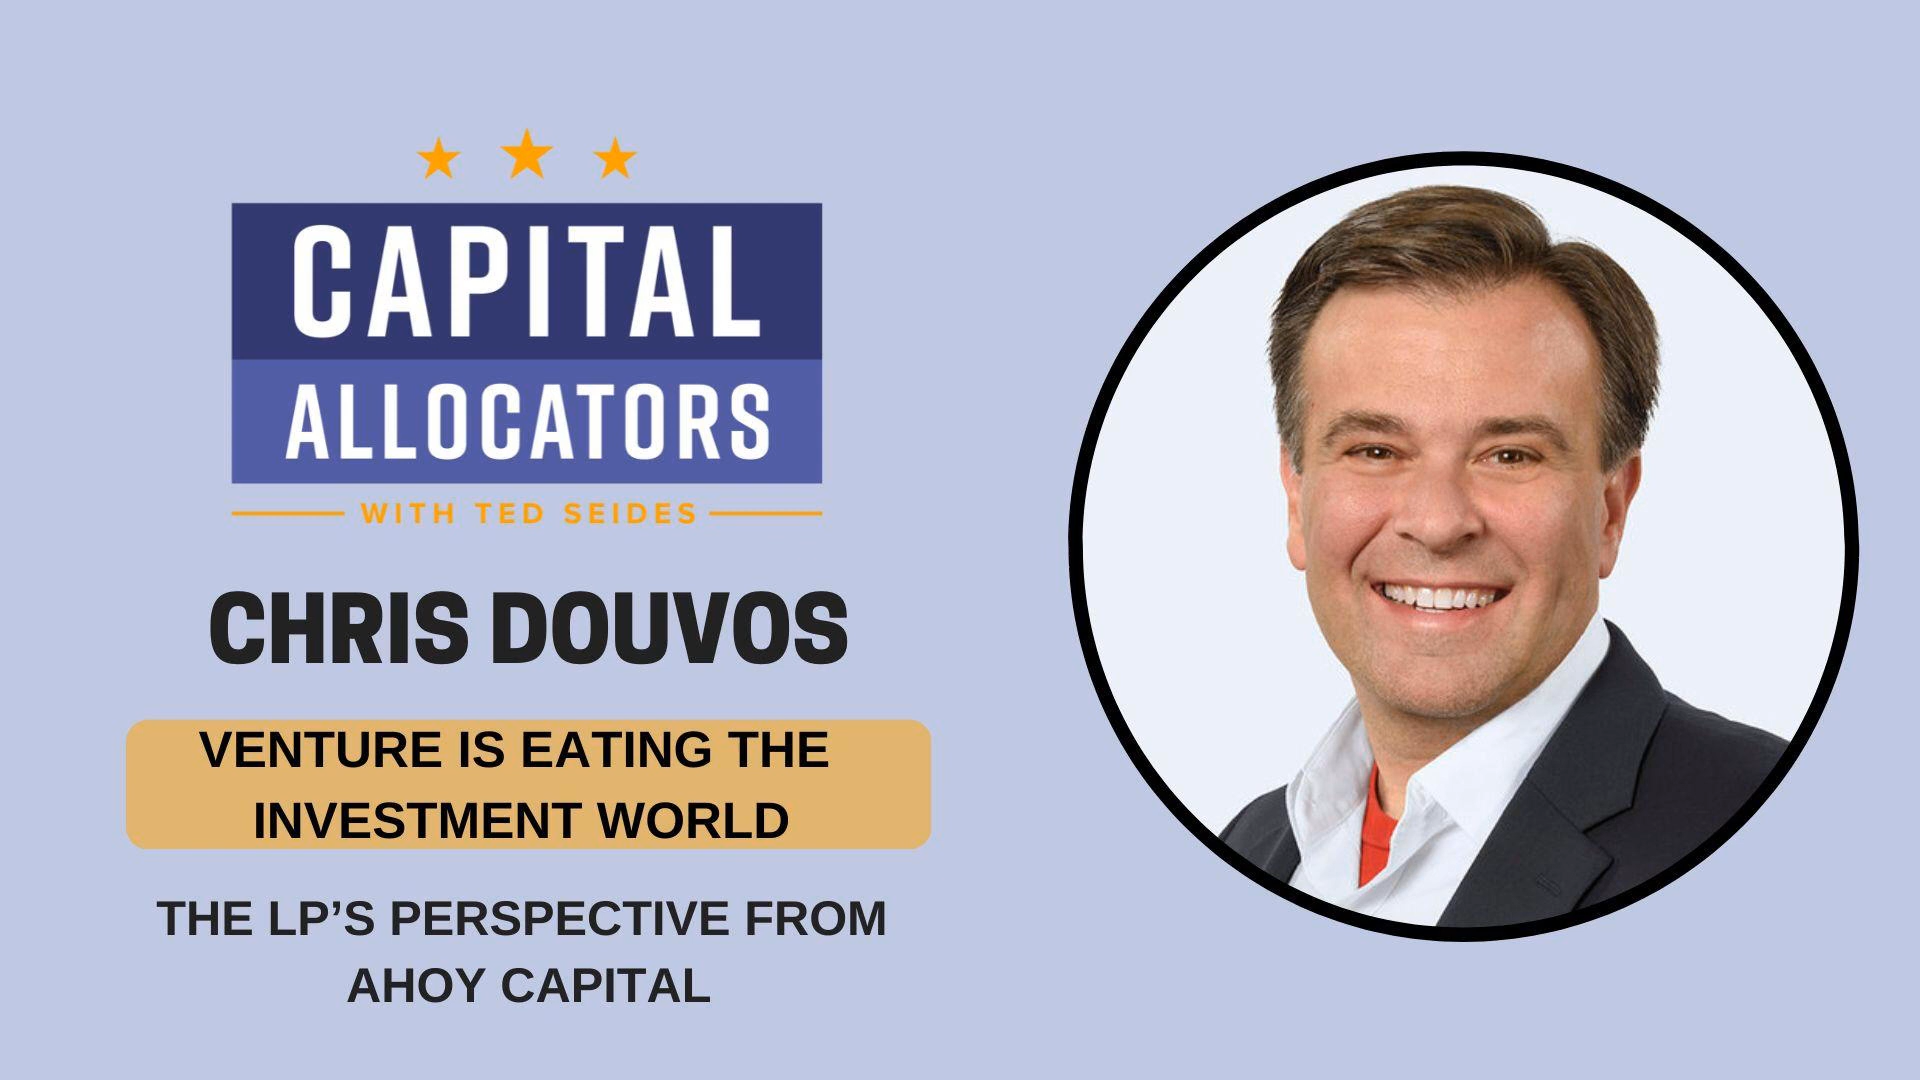 CAPITAL
ALLOCATORS
WITH TED SEIDES
CHRIS DOUVOS
VENTURE IS EATING THE
INVESTMENT WORLD
THE LP’S PERSPECTIVE FROM
AHOY CAPITAL